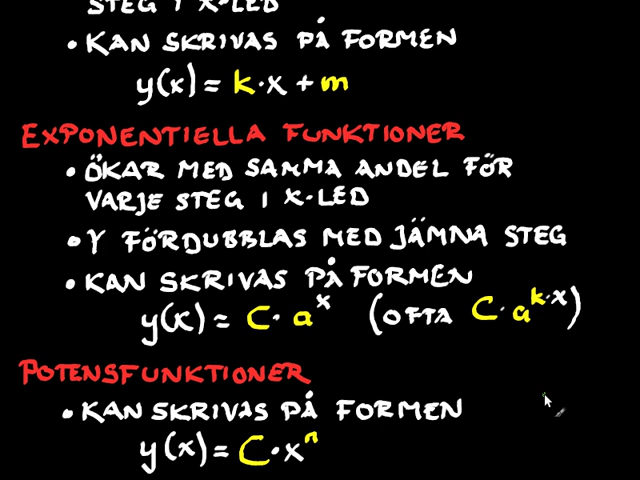 STEG I X-LED
• KAN SKRIVAS PÅ FORMEN
y(x) = k·x + m
EXPONENTIELLA FUNKTIONER
• ÖKAR MED SAMMA ANDEL FÖR
VARJE STEG I X-LED
• Y FÖRDUBBLAS MED JÄMNA STEG
• KAN SKRIVAS PÅ FORMEN
y(x) = C·a^x (OFTA C·a^k·x)
POTENSFUNKTIONER
• KAN SKRIVAS PÅ FORMEN
y(x) = C·x^n